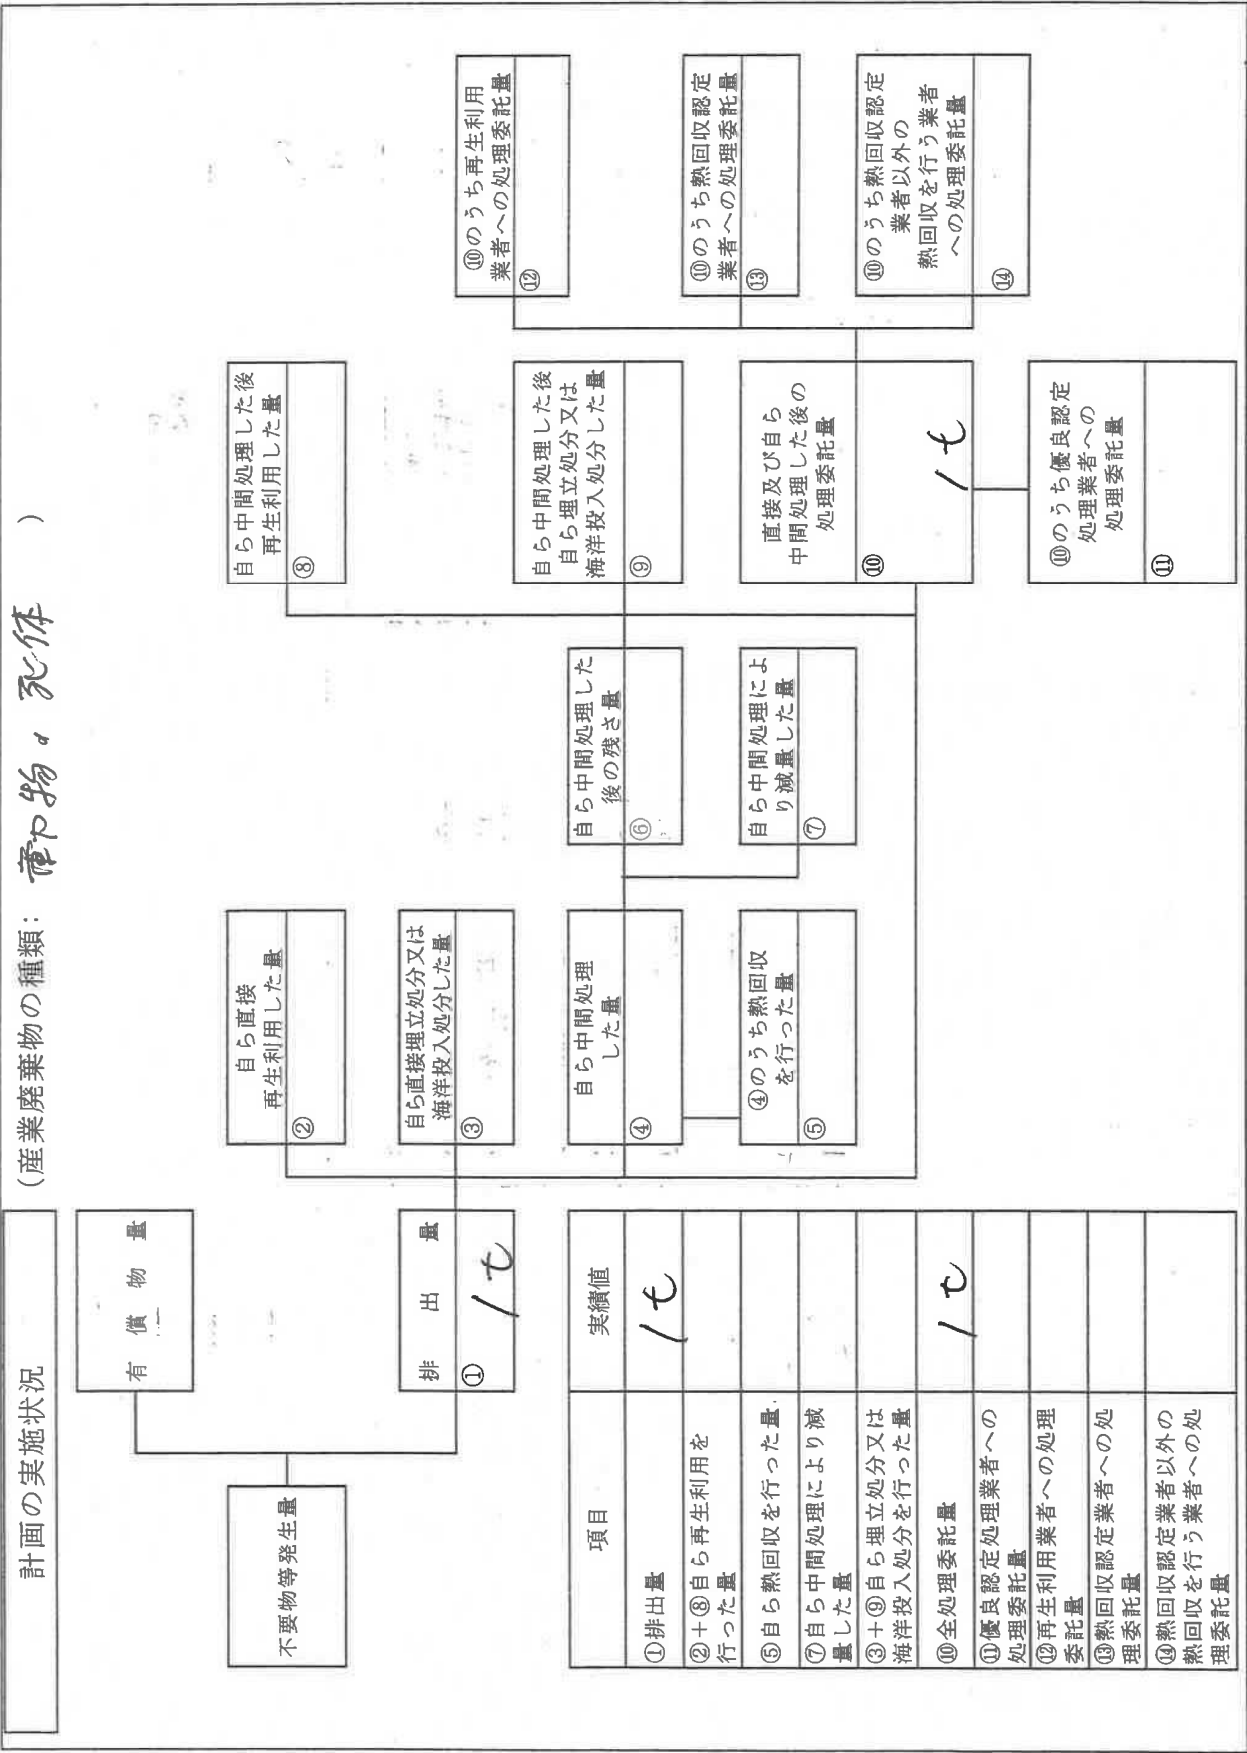 計画の実施状況
(産業廃棄物の種類: 動物の死体 )
有償物量
不要物等発生量
排出量
①
1t
自ら直接
再生利用した量
②
自ら直接埋立処分又は
海洋投入処分した量
③
自ら中間処理
した量
④
④のうち熱回収
を行った量
⑤
自ら中間処理した
後の残さ量
⑥
自ら中間処理によ
り減量した量
⑦
自ら中間処理した後
再生利用した量
⑧
自ら中間処理した後
自ら埋立処分又は
海洋投入処分した量
⑨
直接及び自ら
中間処理した後の
処理委託量
⑩
1t
⑩のうち優良認定
処理業者への
処理委託量
⑪
⑩のうち再生利用
業者への処理委託量
⑫
⑩のうち熱回収認定
業者への処理委託量
⑬
⑩のうち熱回収認定
業者以外の
熱回収を行う業者
への処理委託量
⑭
項目 実績値
①排出量 1t
②+⑧自ら再生利用を
行った量
⑤自ら熱回収を行った量
⑦自ら中間処理により減
量した量
③+⑨自ら埋立処分又は
海洋投入処分を行った量
⑩全処理委託量 1t
⑪優良認定処理業者への
処理委託量
⑫再生利用業者への処理
委託量
⑬熱回収認定業者への処
理委託量
⑭熱回収認定業者以外の
熱回収を行う業者への処
理委託量